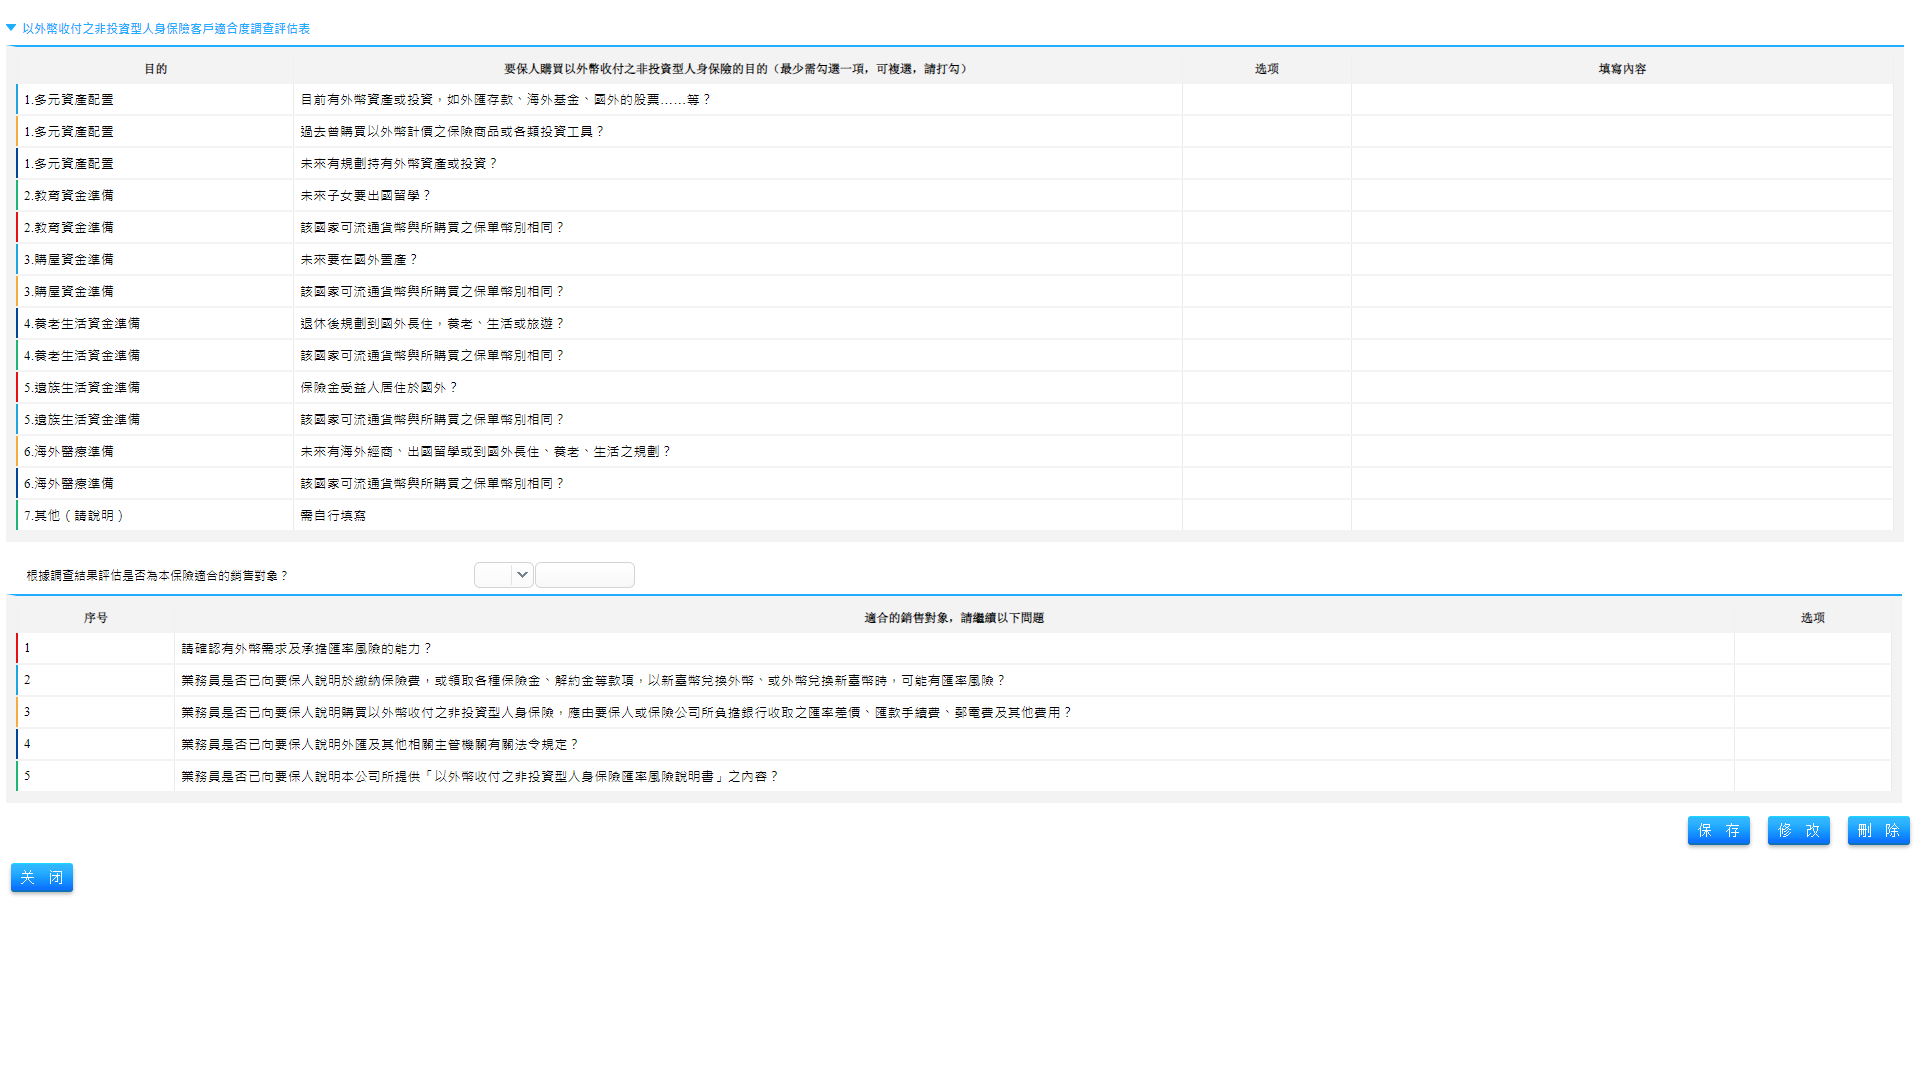 以外幣收付之非投資型人身保險客戶適合度調查評估表
目的 要保人購買以外幣收付之非投資型人身保險的目的（最少需勾選一項，可複選，請打勾） 选项 填寫內容
1.多元資產配置 目前有外幣資產或投資，如外匯存款、海外基金、國外的股票……等？
1.多元資產配置 過去曾購買以外幣計價之保險商品或各類投資工具？
1.多元資產配置 未來有規劃持有外幣資產或投資？
2.教育資金準備 未來子女要出國留學？
2.教育資金準備 該國家可流通貨幣與所購買之保單幣別相同？
3.購屋資金準備 未來要在國外置產？
3.購屋資金準備 該國家可流通貨幣與所購買之保單幣別相同？
4.養老生活資金準備 退休後規劃到國外長住，養老、生活或旅遊？
4.養老生活資金準備 該國家可流通貨幣與所購買之保單幣別相同？
5.遺族生活資金準備 保險金受益人居住於國外？
5.遺族生活資金準備 該國家可流通貨幣與所購買之保單幣別相同？
6.海外醫療準備 未來有海外經商、出國留學或到國外長住、養老、生活之規劃？
6.海外醫療準備 該國家可流通貨幣與所購買之保單幣別相同？
7.其他（請說明） 需自行填寫
根據調查結果評估是否為本保險適合的銷售對象？
序号 適合的銷售對象，請繼續以下問題 选项
1 請確認有外幣需求及承擔匯率風險的能力？
2 業務員是否已向要保人說明於繳納保險費，或領取各種保險金、解約金等款項，以新臺幣兌換外幣、或外幣兌換新臺幣時，可能有匯率風險？
3 業務員是否已向要保人說明購買以外幣收付之非投資型人身保險，應由要保人或保險公司所負擔銀行收取之匯率差價、匯款手續費、郵電費及其他費用？
4 業務員是否已向要保人說明外匯及其他相關主管機關有關法令規定？
5 業務員是否已向要保人說明本公司所提供「以外幣收付之非投資型人身保險匯率風險說明書」之內容？
保 存 修 改 刪 除
关 闭